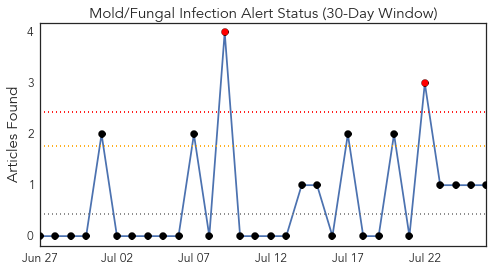 Mold/Fungal Infection Alert Status (30-Day Window)
Articles Found
4
3
2
1
0
Jun 27
Jul 02
Jul 07
Jul 12
Jul 17
Jul 22